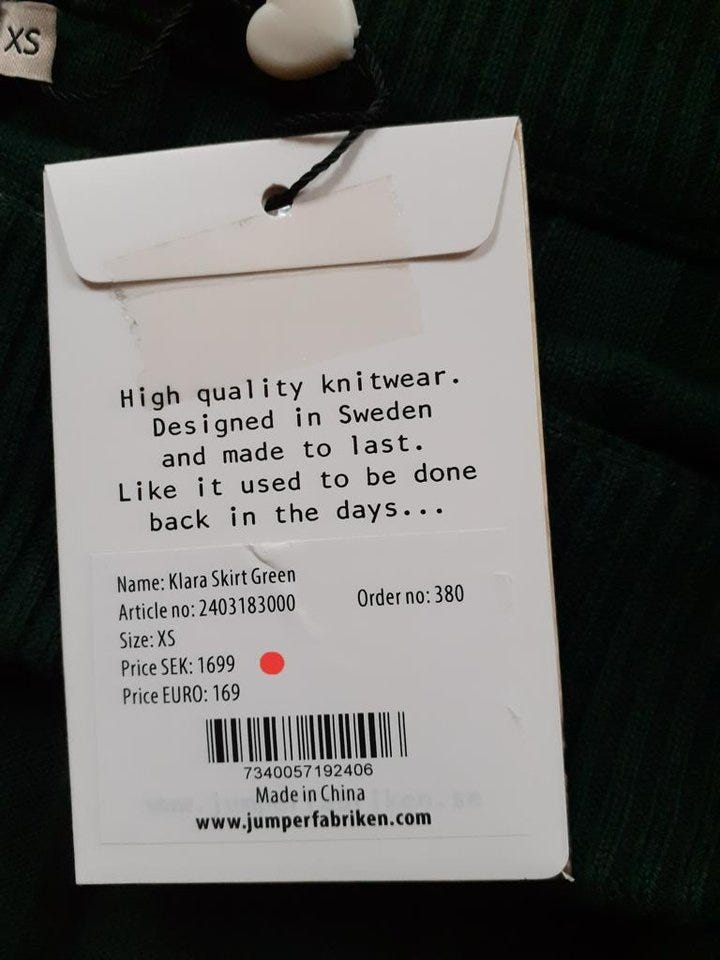 XS
High quality knitwear.
Designed in Sweden
and made to last.
Like it used to be done
back in the days...
Name: Klara Skirt Green
Article no: 2403183000
Order no: 380
Size: XS
Price SEK: 1699
Price EURO: 169
7340057192406
Made in China
www.jumperfabriken.com